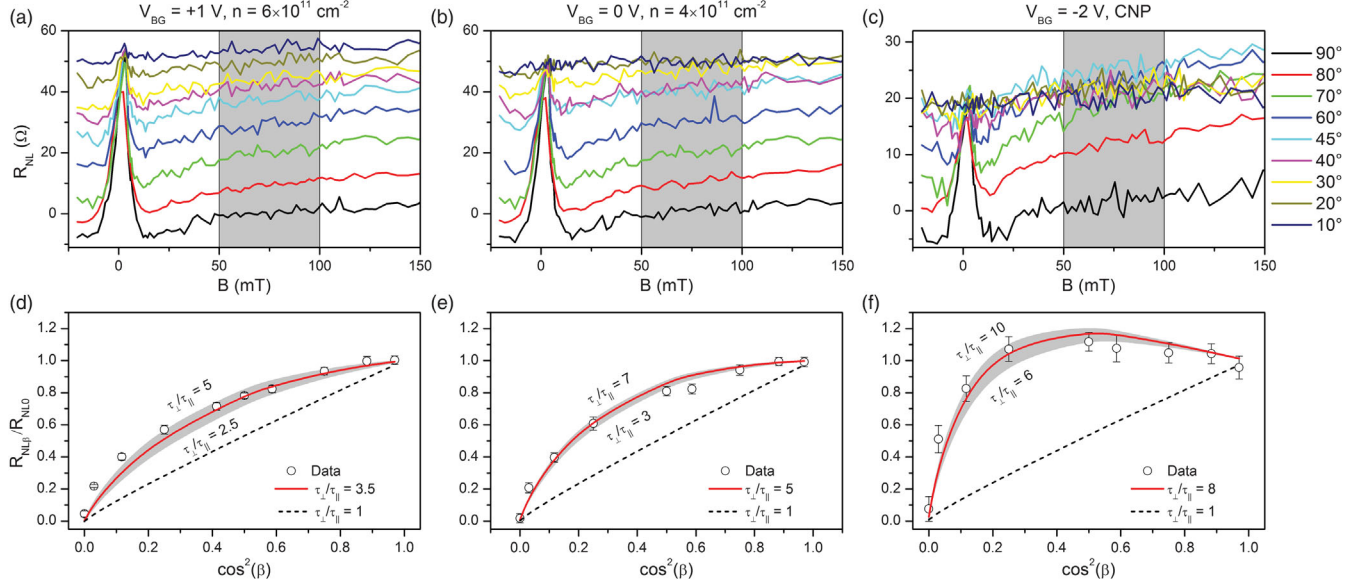 (a) V_BG = +1 V, n = 6×10¹¹ cm⁻²
(b) V_BG = 0 V, n = 4×10¹¹ cm⁻²
(c) V_BG = -2 V, CNP
R_NL (Ω)
60
40
20
0
0 50 100 150
B (mT)
60
40
20
0
0 50 100 150
B (mT)
30
20
10
0
0 50 100 150
B (mT)
90°
80°
70°
60°
45°
40°
30°
20°
10°
(d)
R_NLβ/R_NL0
1.2
1.0
0.8
0.6
0.4
0.2
0.0
τ⊥/τ∥ = 5
τ⊥/τ∥ = 2.5
Data
τ⊥/τ∥ = 3.5
τ⊥/τ∥ = 1
0.0 0.2 0.4 0.6 0.8 1.0
cos²(β)
(e)
1.2
1.0
0.8
0.6
0.4
0.2
0.0
τ⊥/τ∥ = 7
τ⊥/τ∥ = 3
Data
τ⊥/τ∥ = 5
τ⊥/τ∥ = 1
0.0 0.2 0.4 0.6 0.8 1.0
cos²(β)
(f)
1.2
1.0
0.8
0.6
0.4
0.2
0.0
τ⊥/τ∥ = 10
τ⊥/τ∥ = 6
Data
τ⊥/τ∥ = 8
τ⊥/τ∥ = 1
0.0 0.2 0.4 0.6 0.8 1.0
cos²(β)